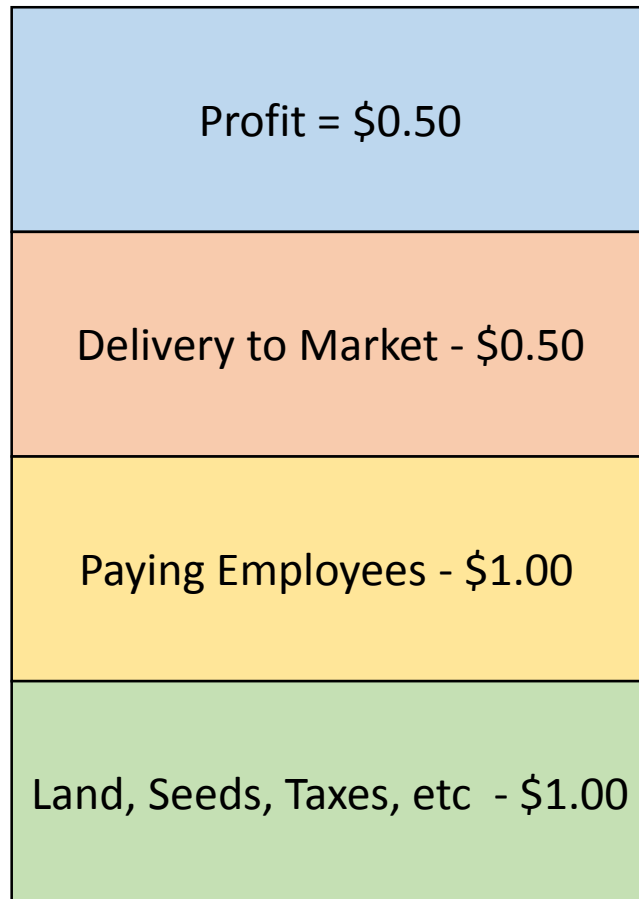 Profit = $0.50
Delivery to Market - $0.50
Paying Employees - $1.00
Land, Seeds, Taxes, etc  - $1.00